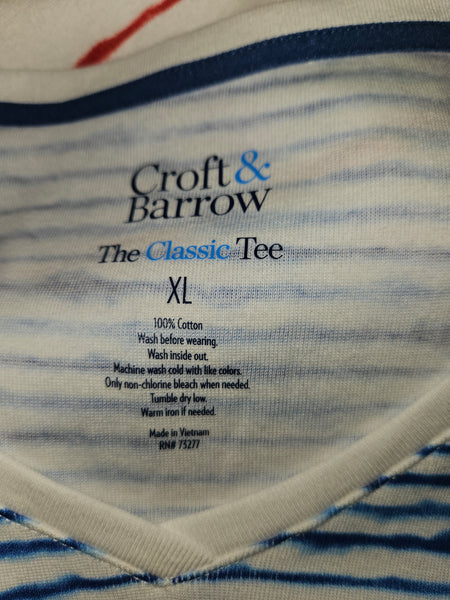 Croft &
Barrow
The Classic Tee
XL
100% Cotton
Wash before wearing.
Wash inside out.
Machine wash cold with like colors.
Only non-chlorine bleach when needed.
Tumble dry low.
Warm iron if needed.
Made in Vietnam
RN# 73277